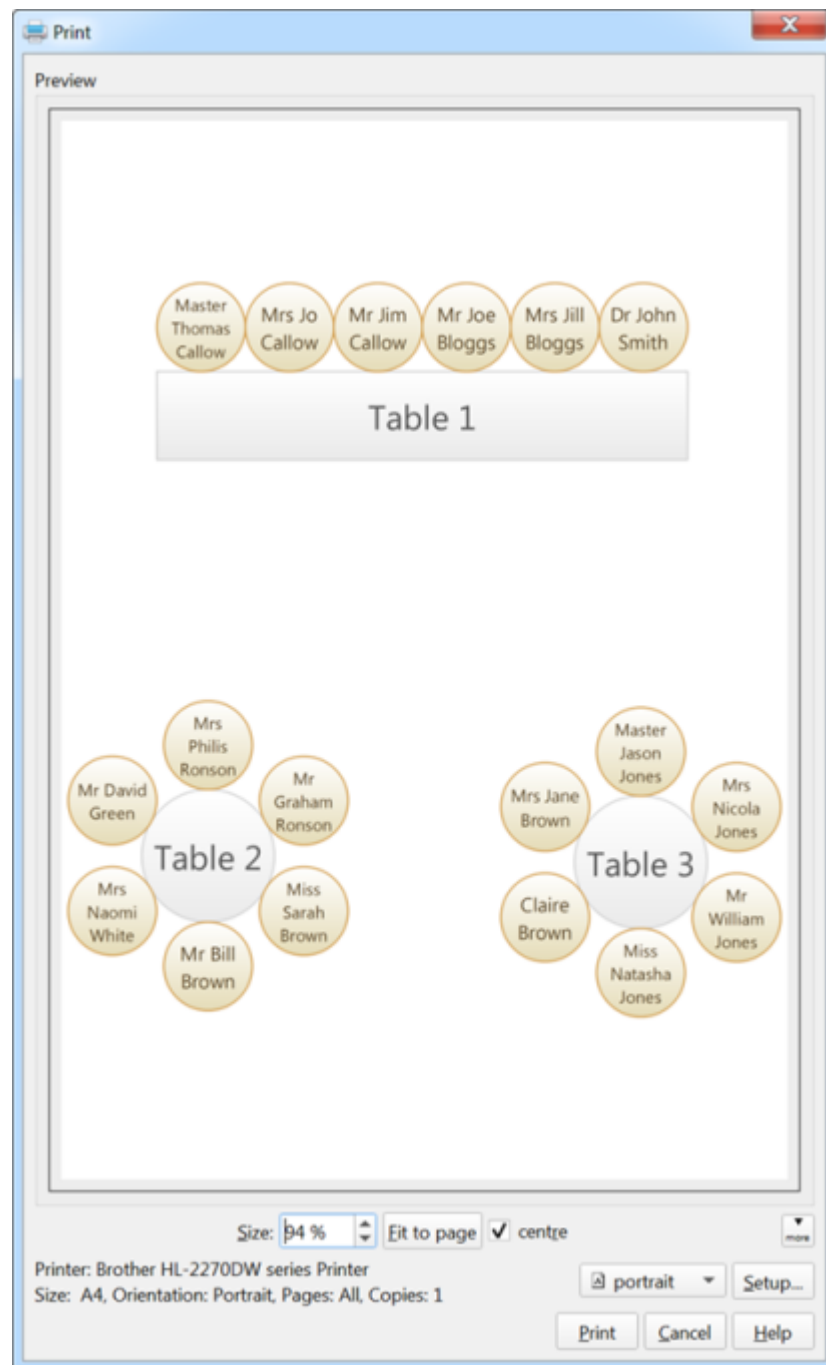 Print
Preview
Master
Thomas
Callow
Mrs Jo
Callow
Mr Jim
Callow
Mr Joe
Bloggs
Mrs Jill
Bloggs
Dr John
Smith
Table 1
Mrs
Philis
Ronson
Mr David
Green
Mr
Graham
Ronson
Table 2
Mrs
Naomi
White
Miss
Sarah
Brown
Mr Bill
Brown
Master
Jason
Jones
Mrs Jane
Brown
Mrs
Nicola
Jones
Table 3
Claire
Brown
Mr
William
Jones
Miss
Natasha
Jones
Size: 94 % Fit to page centre
more
Printer: Brother HL-2270DW series Printer
Size: A4, Orientation: Portrait, Pages: All, Copies: 1
portrait Setup...
Print Cancel Help